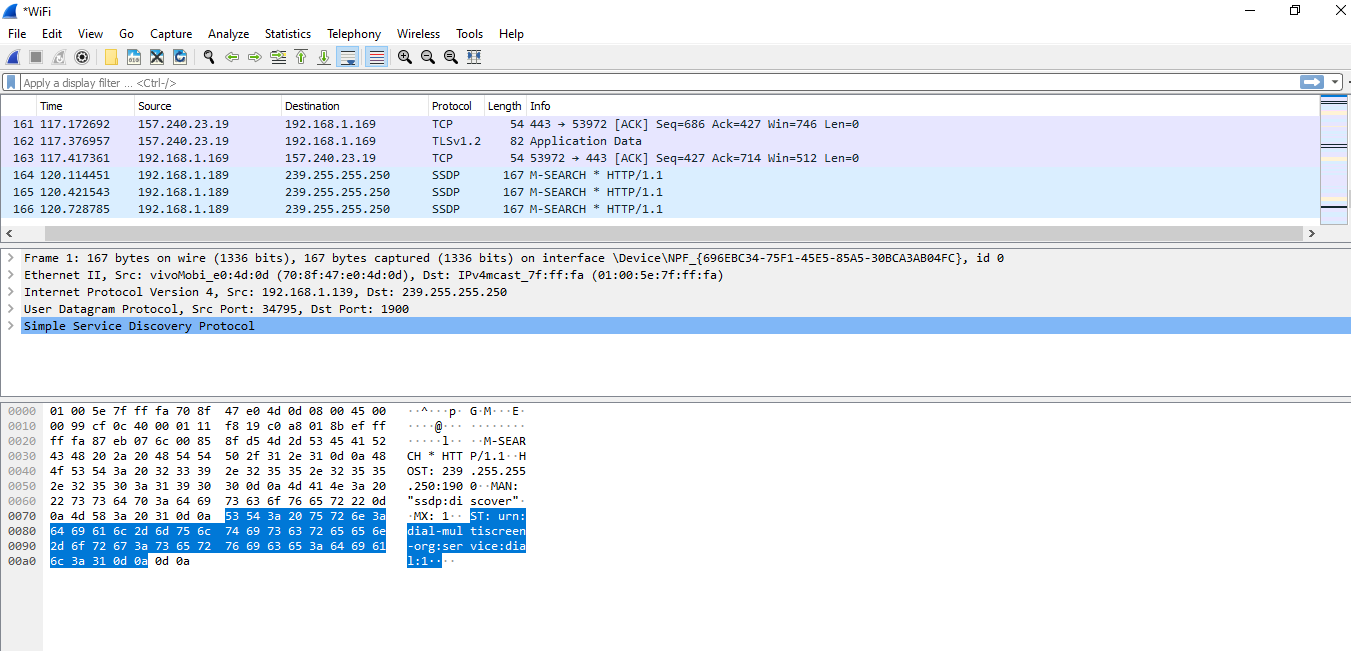 *WiFi
File Edit View Go Capture Analyze Statistics Telephony Wireless Tools Help
Apply a display filter ... <Ctrl-/>
Time Source Destination Protocol Length Info
161 117.172692 157.240.23.19 192.168.1.169 TCP 54 443 → 53972 [ACK] Seq=686 Ack=427 Win=746 Len=0
162 117.376957 157.240.23.19 192.168.1.169 TLSv1.2 82 Application Data
163 117.417361 192.168.1.169 157.240.23.19 TCP 54 53972 → 443 [ACK] Seq=427 Ack=714 Win=512 Len=0
164 120.114451 192.168.1.189 239.255.255.250 SSDP 167 M-SEARCH * HTTP/1.1
165 120.421543 192.168.1.189 239.255.255.250 SSDP 167 M-SEARCH * HTTP/1.1
166 120.728785 192.168.1.189 239.255.255.250 SSDP 167 M-SEARCH * HTTP/1.1
Frame 1: 167 bytes on wire (1336 bits), 167 bytes captured (1336 bits) on interface \Device\NPF_{696EBC34-75F1-45E5-85A5-30BCA3AB04FC}, id 0
Ethernet II, Src: vivoMobi_e0:4d:0d (70:8f:47:e0:4d:0d), Dst: IPv4mcast_7f:ff:fa (01:00:5e:7f:ff:fa)
Internet Protocol Version 4, Src: 192.168.1.139, Dst: 239.255.255.250
User Datagram Protocol, Src Port: 34795, Dst Port: 1900
Simple Service Discovery Protocol
0000 01 00 5e 7f ff fa 70 8f 47 e0 4d 0d 08 00 45 00 ··^···p· G·M···E·
0010 00 99 cf 0c 40 00 01 11 f8 19 c0 a8 01 8b ef ff ····@··· ········
0020 ff fa 87 eb 07 6c 00 85 8f d5 4d 2d 53 45 41 52 ·····l·· ··M-SEAR
0030 43 48 20 2a 20 48 54 54 50 2f 31 2e 31 0d 0a 48 CH * HTT P/1.1··H
0040 4f 53 54 3a 20 32 33 39 2e 32 35 35 2e 32 35 35 OST: 239 .255.255
0050 2e 32 35 30 3a 31 39 30 30 0d 0a 4d 41 4e 3a 20 .250:190 0··MAN:
0060 22 73 73 64 70 3a 64 69 73 63 6f 76 65 72 22 0d "ssdp:di scover"·
0070 0a 4d 58 3a 20 31 0d 0a 53 54 3a 20 75 72 6e 3a ·MX: 1·· ST: urn:
0080 64 69 61 6c 2d 6d 75 6c 74 69 73 63 72 65 65 6e dial-mul tiscreen
0090 2d 6f 72 67 3a 73 65 72 76 69 63 65 3a 64 69 61 -org:ser vice:dia
00a0 6c 3a 31 0d 0a 0d 0a l:1····